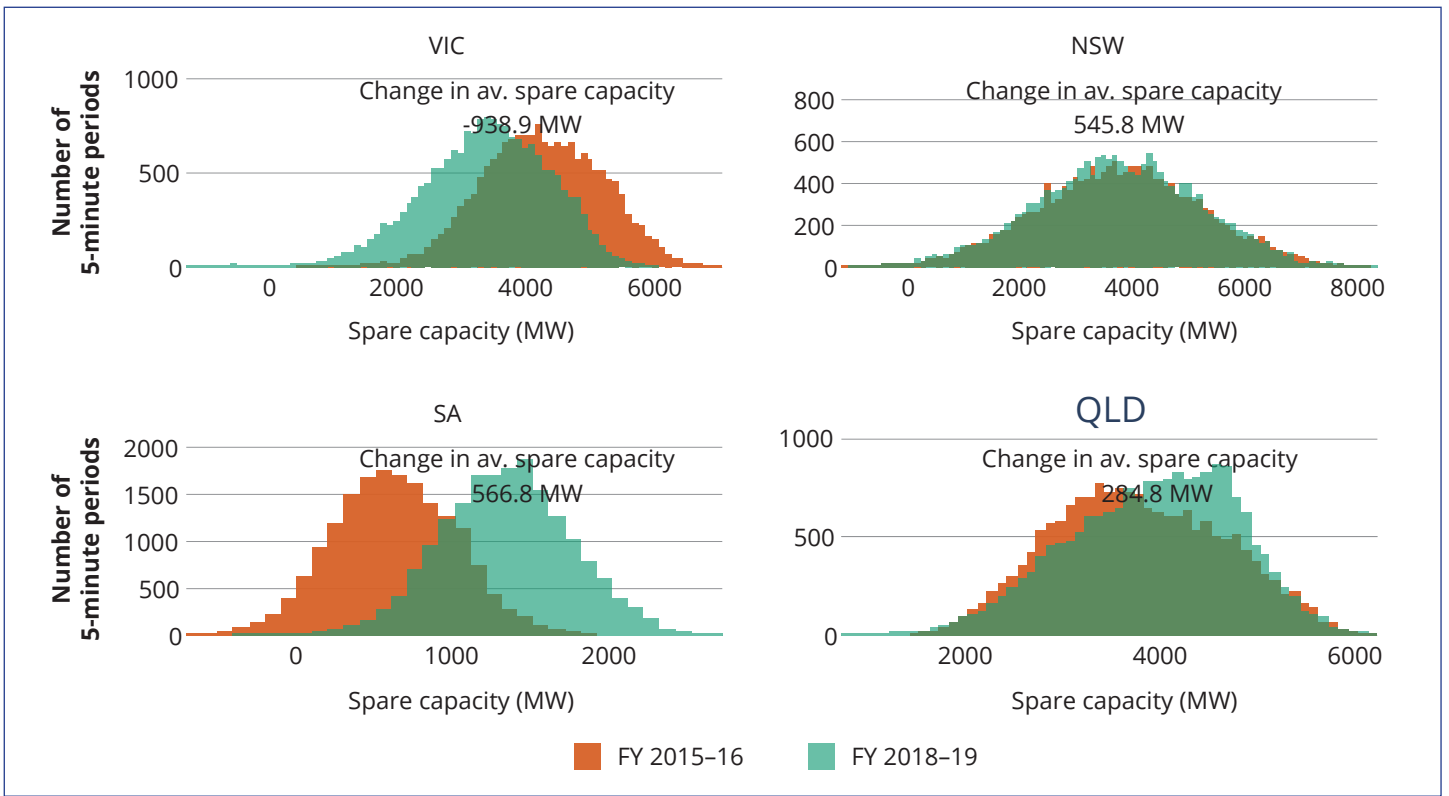 VIC
Number of
5-minute periods
1000
500
0
Change in av. spare capacity
-938.9 MW
0 2000 4000 6000
Spare capacity (MW)
NSW
800
600
400
200
0
Change in av. spare capacity
545.8 MW
0 2000 4000 6000 8000
Spare capacity (MW)
SA
Number of
5-minute periods
2000
1500
1000
500
0
Change in av. spare capacity
566.8 MW
0 1000 2000
Spare capacity (MW)
QLD
1000
500
0
Change in av. spare capacity
284.8 MW
2000 4000 6000
Spare capacity (MW)
FY 2015–16 FY 2018–19